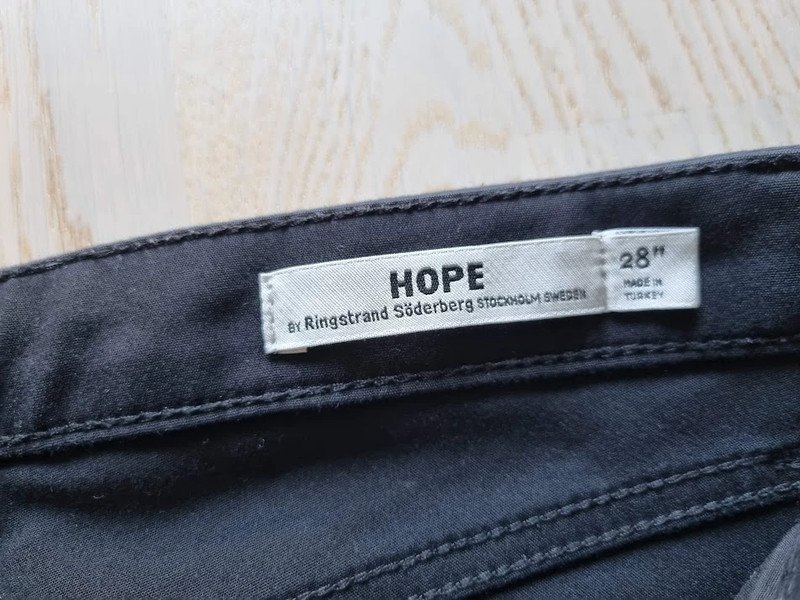 HOPE
BY Ringstrand Söderberg STOCKHOLM SWEDEN
28"
MADE IN
TURKEY